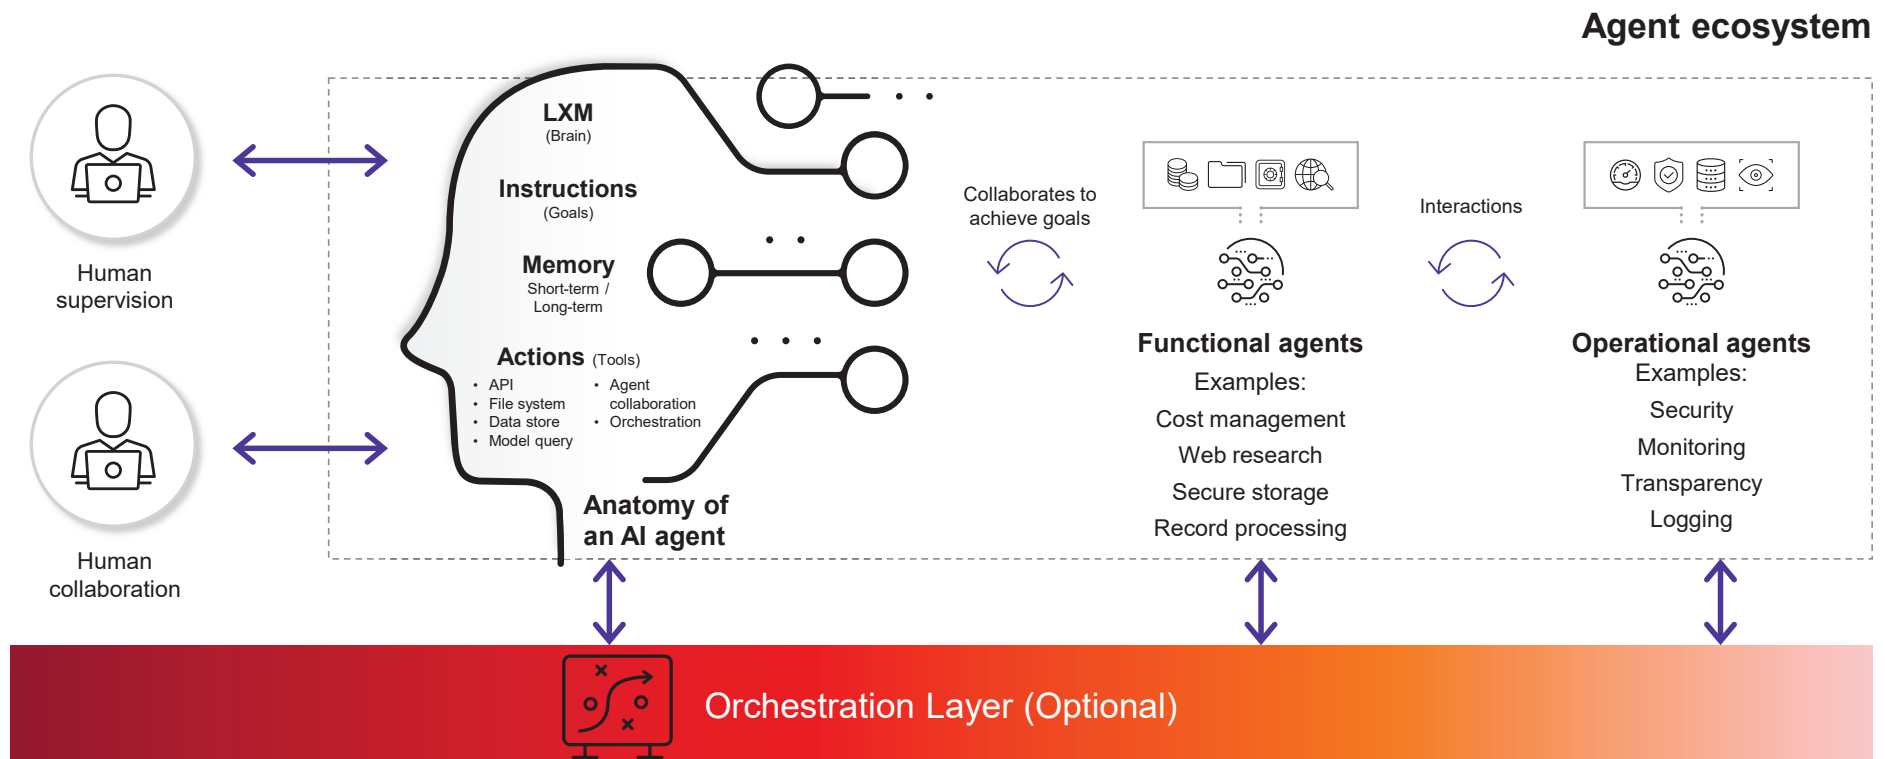 Agent ecosystem
Human
supervision
Human
collaboration
LXM
(Brain)
Instructions
(Goals)
Memory
Short-term /
Long-term
Actions (Tools)
• API
• File system
• Data store
• Model query
• Agent
collaboration
• Orchestration
Anatomy of
an AI agent
Collaborates to
achieve goals
Functional agents
Examples:
Cost management
Web research
Secure storage
Record processing
Interactions
Operational agents
Examples:
Security
Monitoring
Transparency
Logging
Orchestration Layer (Optional)